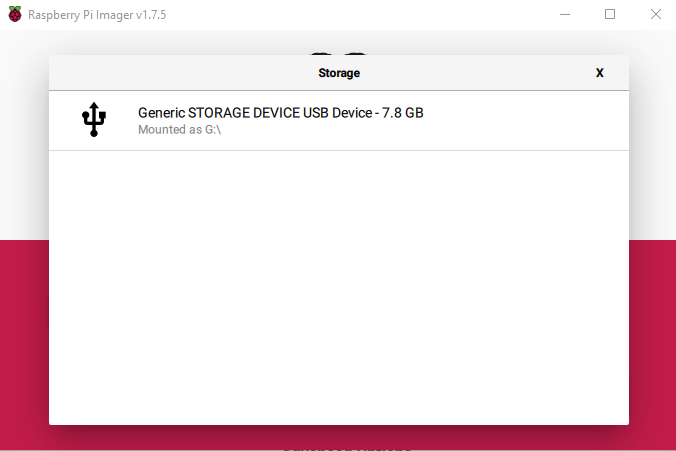 Raspberry Pi Imager v1.7.5
Storage
X
Generic STORAGE DEVICE USB Device - 7.8 GB
Mounted as G:\